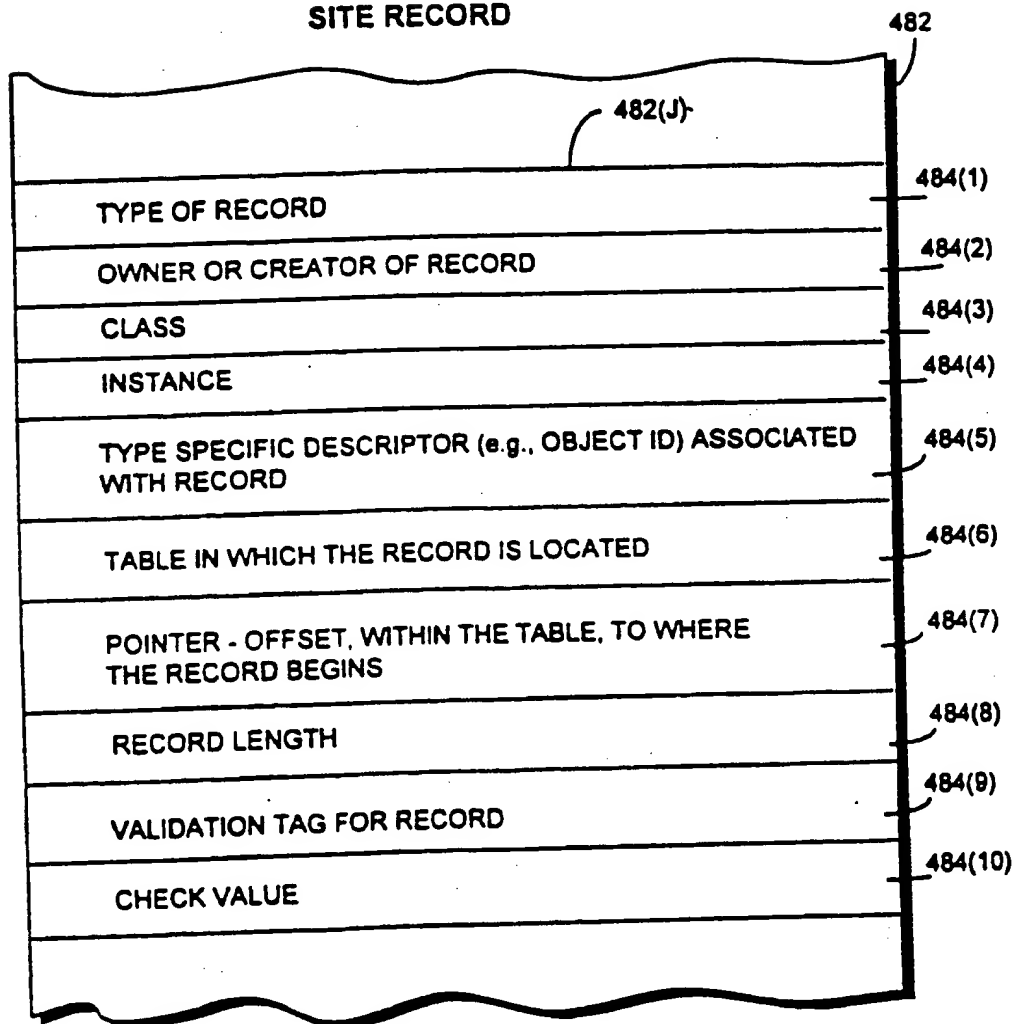 SITE RECORD
482
482(J)
TYPE OF RECORD
484(1)
OWNER OR CREATOR OF RECORD
484(2)
CLASS
484(3)
INSTANCE
484(4)
TYPE SPECIFIC DESCRIPTOR (e.g., OBJECT ID) ASSOCIATED
WITH RECORD
484(5)
TABLE IN WHICH THE RECORD IS LOCATED
484(6)
POINTER - OFFSET, WITHIN THE TABLE, TO WHERE
THE RECORD BEGINS
484(7)
RECORD LENGTH
484(8)
VALIDATION TAG FOR RECORD
484(9)
CHECK VALUE
484(10)